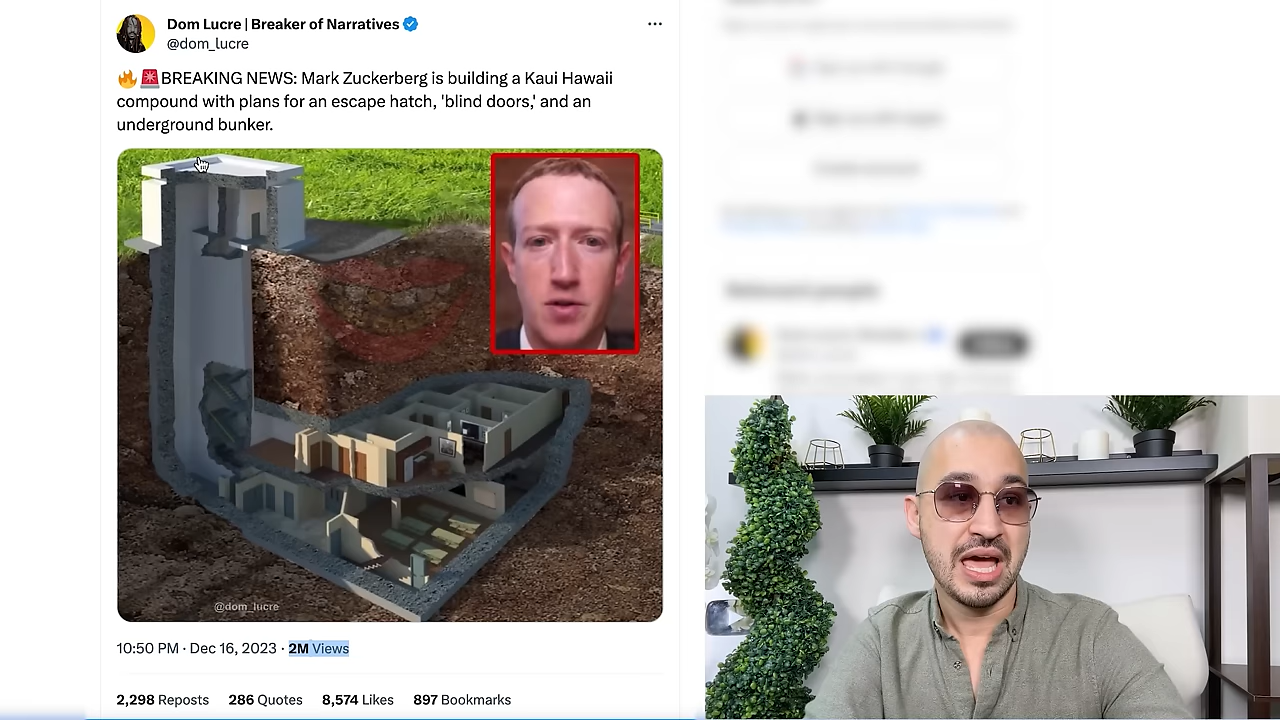 Dom Lucre | Breaker of Narratives
@dom_lucre
🔥🚨BREAKING NEWS: Mark Zuckerberg is building a Kaui Hawaii
compound with plans for an escape hatch, 'blind doors,' and an
underground bunker.
@dom_lucre
10:50 PM · Dec 16, 2023 · 2M Views
2,298 Reposts 286 Quotes 8,574 Likes 897 Bookmarks